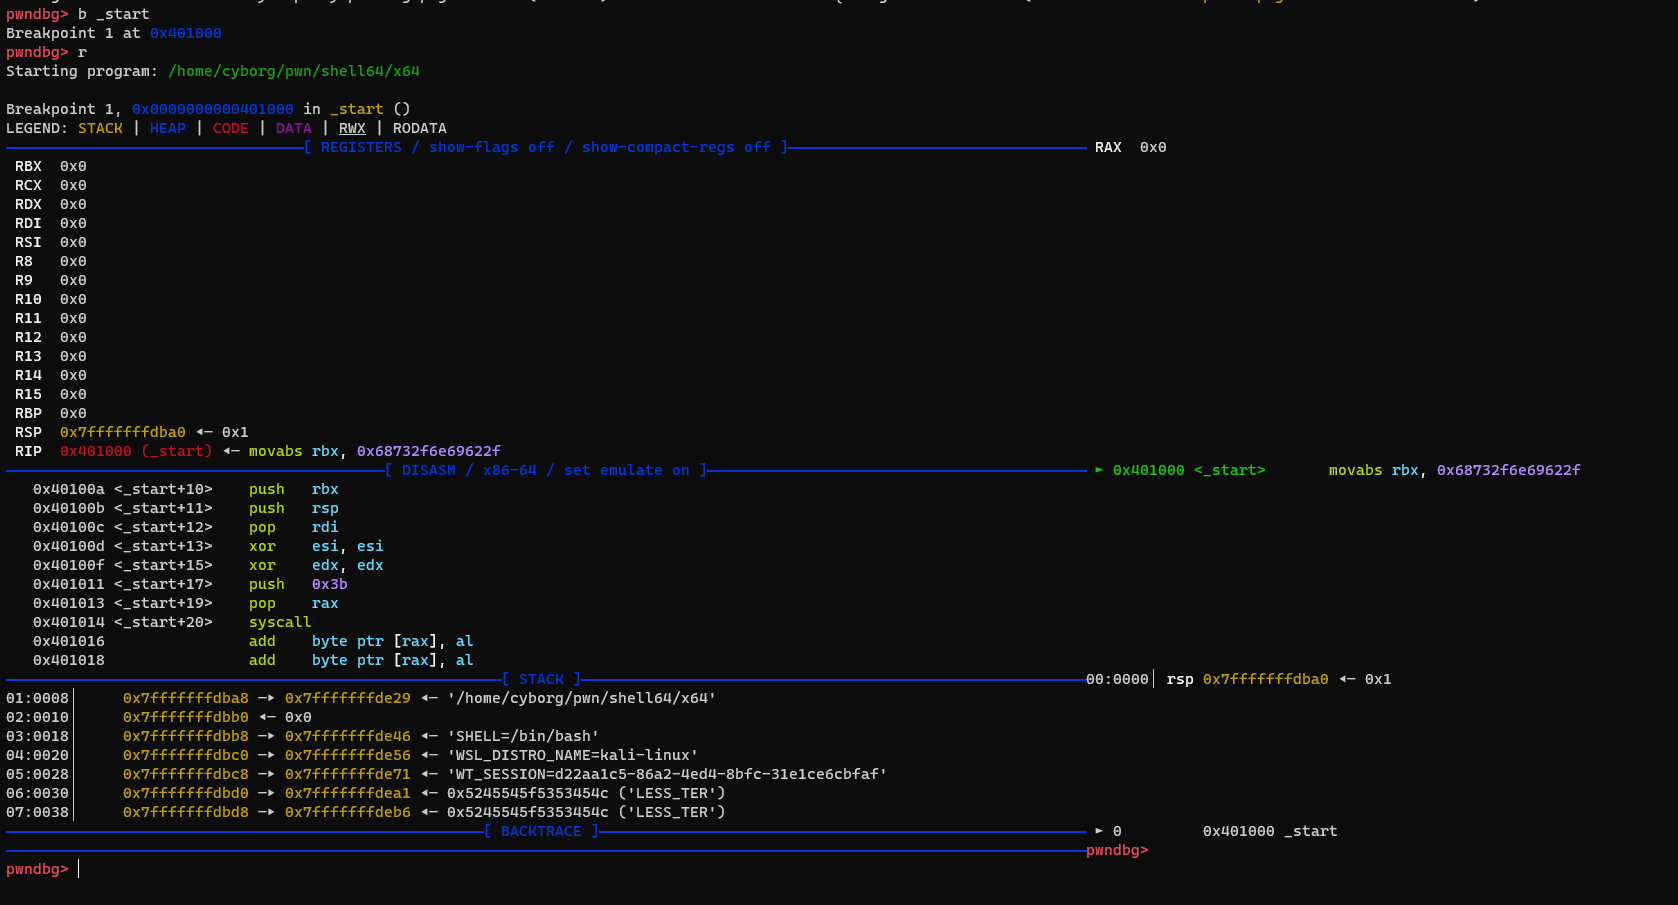 pwndbg> b _start
Breakpoint 1 at 0x401000
pwndbg> r
Starting program: /home/cyborg/pwn/shell64/x64
Breakpoint 1, 0x0000000000401000 in _start ()
LEGEND: STACK | HEAP | CODE | DATA | RWX | RODATA
[ REGISTERS / show-flags off / show-compact-regs off ] RAX 0x0
RBX 0x0
RCX 0x0
RDX 0x0
RDI 0x0
RSI 0x0
R8 0x0
R9 0x0
R10 0x0
R11 0x0
R12 0x0
R13 0x0
R14 0x0
R15 0x0
RBP 0x0
RSP 0x7fffffffdba0 ◂— 0x1
RIP 0x401000 (_start) ◂— movabs rbx, 0x68732f6e69622f
[ DISASM / x86-64 / set emulate on ] ► 0x401000 <_start> movabs rbx, 0x68732f6e69622f
0x40100a <_start+10> push rbx
0x40100b <_start+11> push rsp
0x40100c <_start+12> pop rdi
0x40100d <_start+13> xor esi, esi
0x40100f <_start+15> xor edx, edx
0x401011 <_start+17> push 0x3b
0x401013 <_start+19> pop rax
0x401014 <_start+20> syscall
0x401016 add byte ptr [rax], al
0x401018 add byte ptr [rax], al
[ STACK ] 00:0000│ rsp 0x7fffffffdba0 ◂— 0x1
01:0008│ 0x7fffffffdba8 —▸ 0x7fffffffde29 ◂— '/home/cyborg/pwn/shell64/x64'
02:0010│ 0x7fffffffdbb0 ◂— 0x0
03:0018│ 0x7fffffffdbb8 —▸ 0x7fffffffde46 ◂— 'SHELL=/bin/bash'
04:0020│ 0x7fffffffdbc0 —▸ 0x7fffffffde56 ◂— 'WSL_DISTRO_NAME=kali-linux'
05:0028│ 0x7fffffffdbc8 —▸ 0x7fffffffde71 ◂— 'WT_SESSION=d22aa1c5-86a2-4ed4-8bfc-31e1ce6cbfaf'
06:0030│ 0x7fffffffdbd0 —▸ 0x7fffffffdea1 ◂— 0x5245545f5353454c ('LESS_TER')
07:0038│ 0x7fffffffdbd8 —▸ 0x7fffffffdeb6 ◂— 0x5245545f5353454c ('LESS_TER')
[ BACKTRACE ] ► 0 0x401000 _start
pwndbg>
pwndbg>